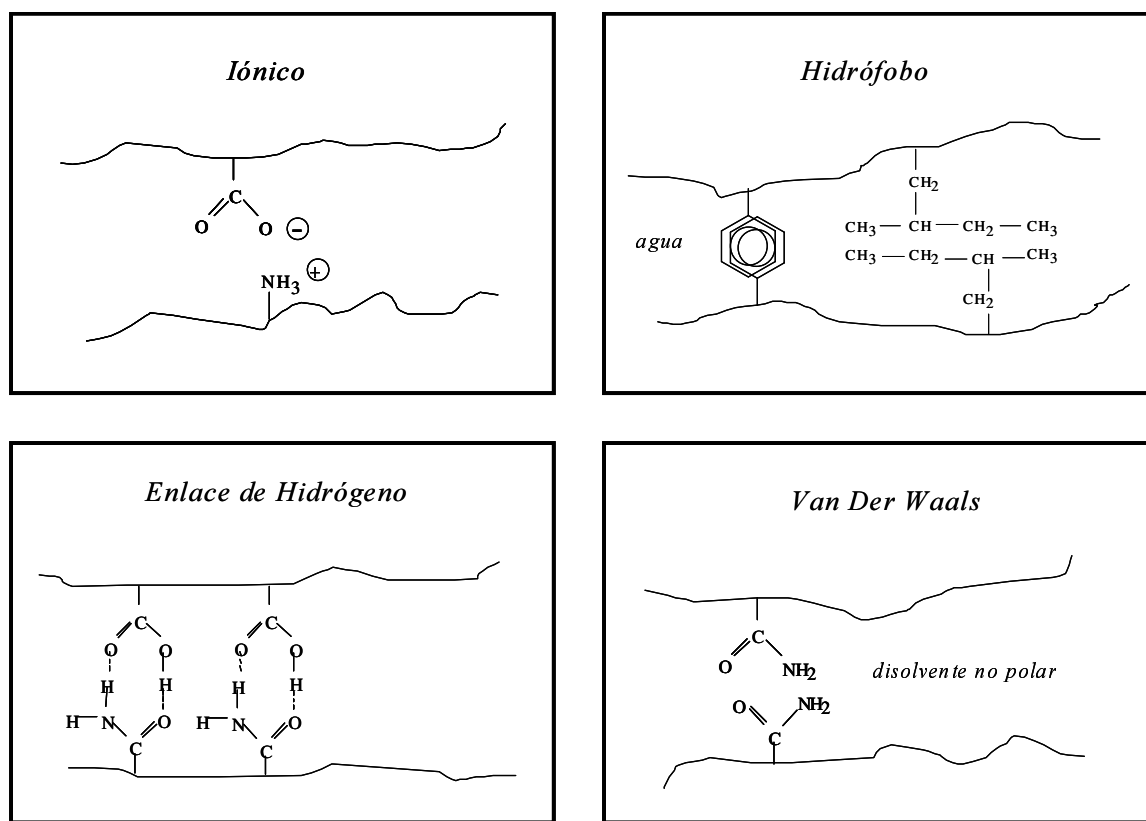 Iónico
C
O O −
+
NH3
Hidrófobo
CH2
agua
CH3 CH CH2 CH3
CH3 CH2 CH CH3
CH2
Enlace de Hidrógeno
C C
O O O O
H H H H
H N O H N O
C C
Van Der Waals
C
O NH2
disolvente no polar
O NH2
C